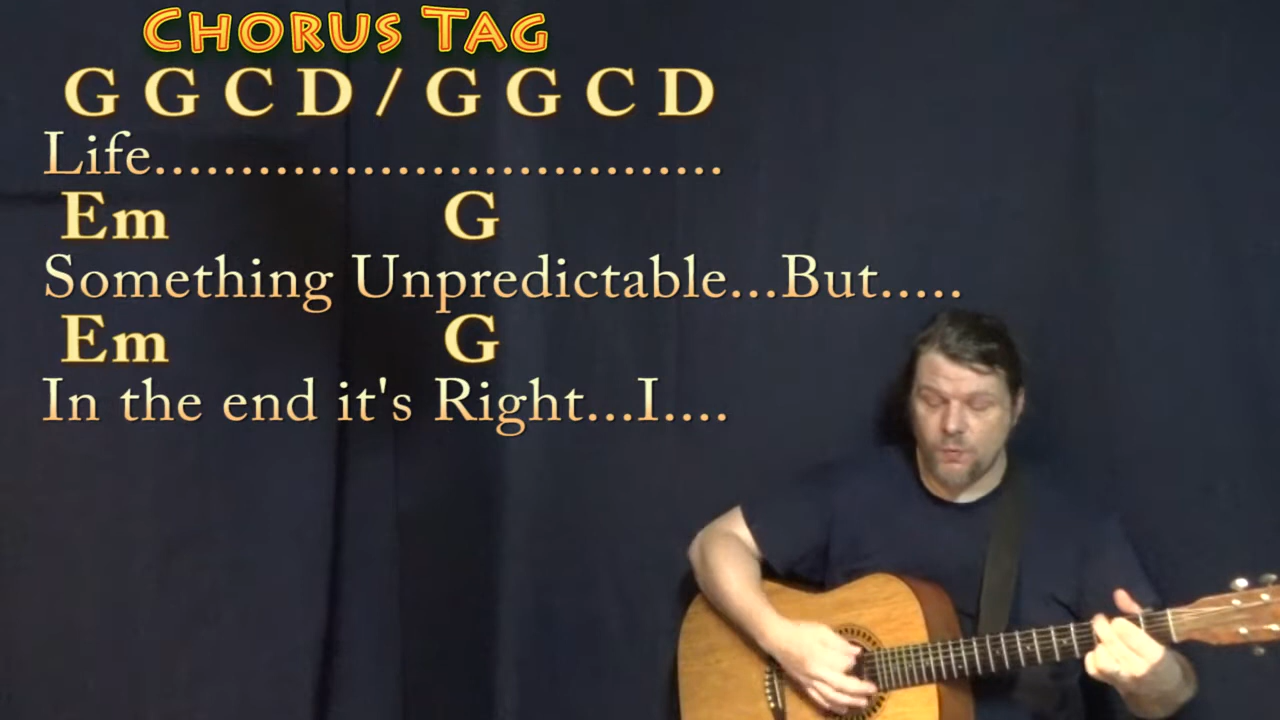 Chorus Tag
G G C D / G G C D
Life.................................
Em G
Something Unpredictable...But.....
Em G
In the end it's Right...I....